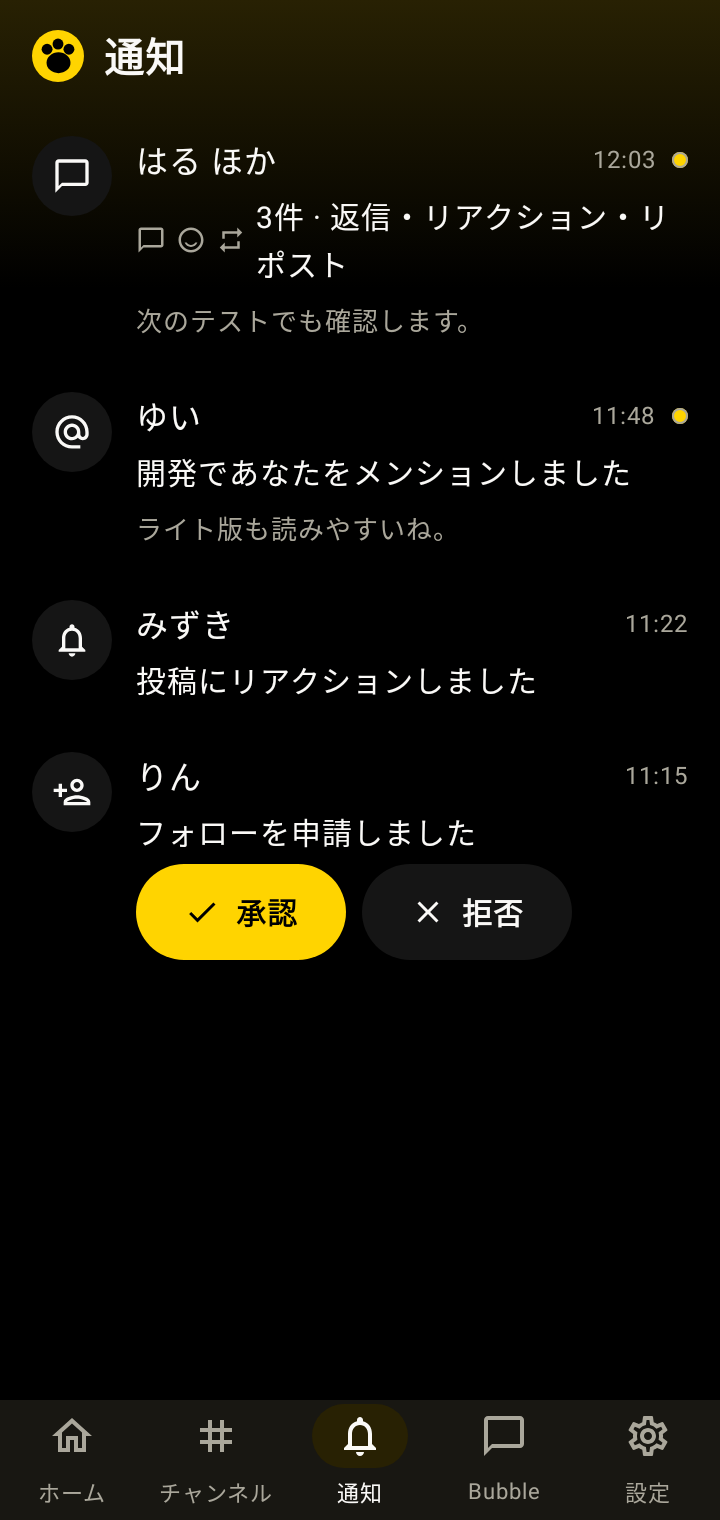 通知
はる ほか 12:03
3件 · 返信・リアクション・リ
ポスト
次のテストでも確認します。
ゆい 11:48
開発であなたをメンションしました
ライト版も読みやすいね。
みずき 11:22
投稿にリアクションしました
りん 11:15
フォローを申請しました
承認 拒否
ホーム チャンネル 通知 Bubble 設定